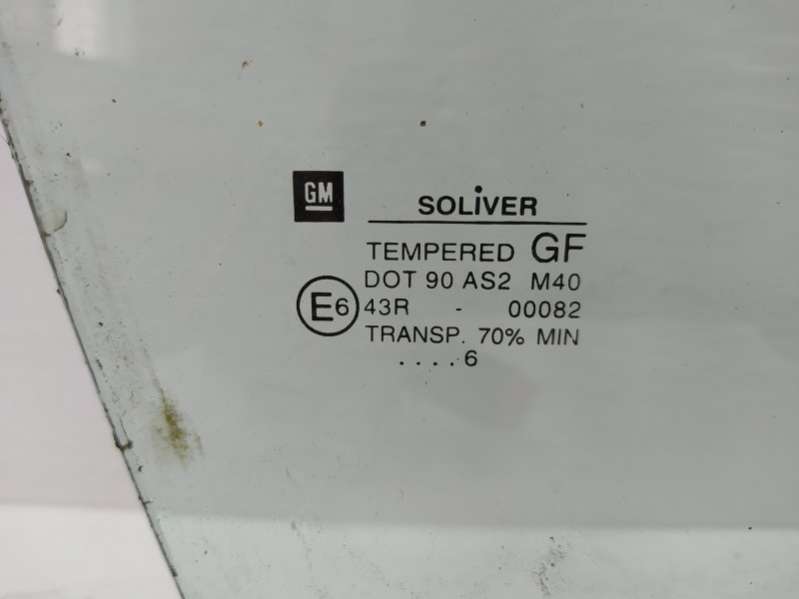 GM
SOLiVER
TEMPERED GF
DOT 90 AS2 M40
E6 43R - 00082
TRANSP. 70% MIN
....6